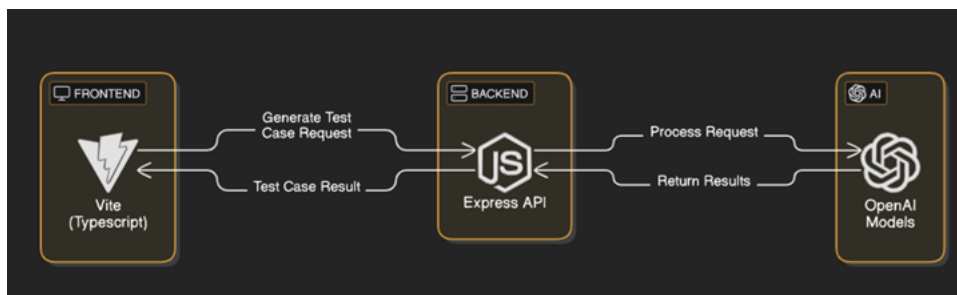 FRONTEND
Vite
(Typescript)
Generate Test
Case Request
Test Case Result
BACKEND
JS
Express API
Process Request
Return Results
AI
OpenAI
Models